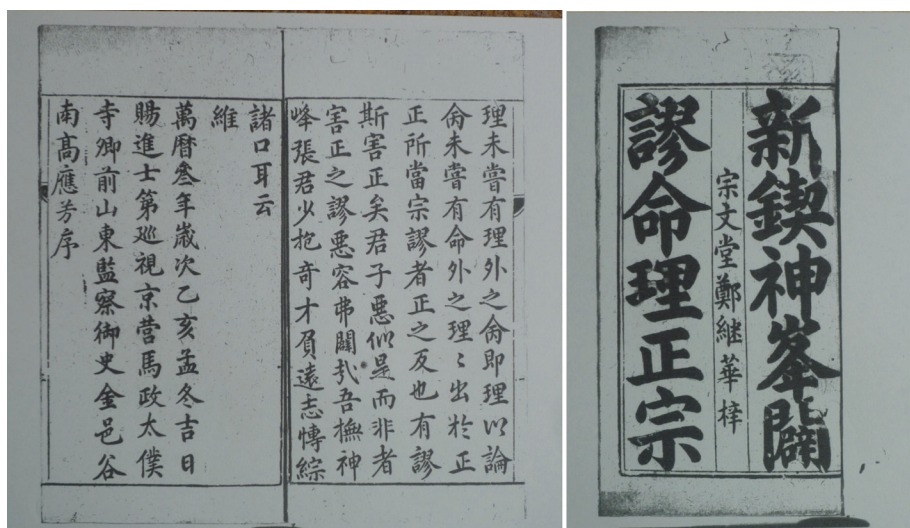 新鍥神峯闢
宗文堂鄭継華梓
謬命理正宗
理未嘗有理外之命即理以論
命未嘗有命外之理〻出於正
正所當宗謬者正之反也有謬
斯害正矣君子惡似是而非者
害正之謬惡容弗闢哉吾撫神
峰張君少抱奇才負遠志博綜
諸口耳云
維
萬曆叄年歲次乙亥孟冬吉日
賜進士第廵視京营馬政太僕
寺卿前山東監察御史金邑谷
南髙應芳序